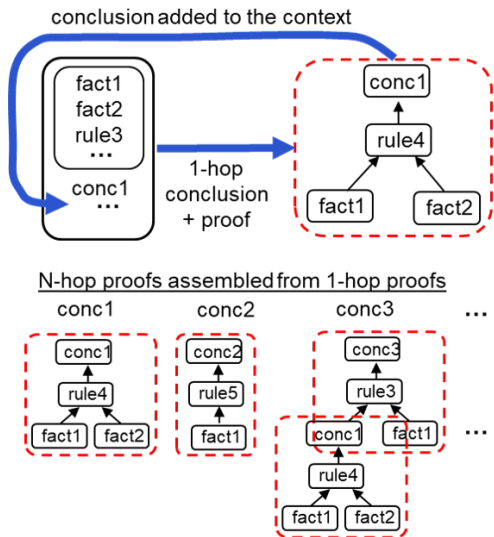 conclusion added to the context
fact1
fact2
rule3
...
conc1
...
1-hop
conclusion
+ proof
conc1
rule4
fact1
fact2
N-hop proofs assembled from 1-hop proofs
conc1
conc2
conc3
...
conc1
rule4
fact1
fact2
conc2
rule5
fact1
conc3
rule3
conc1
fact1
rule4
fact1
fact2
...